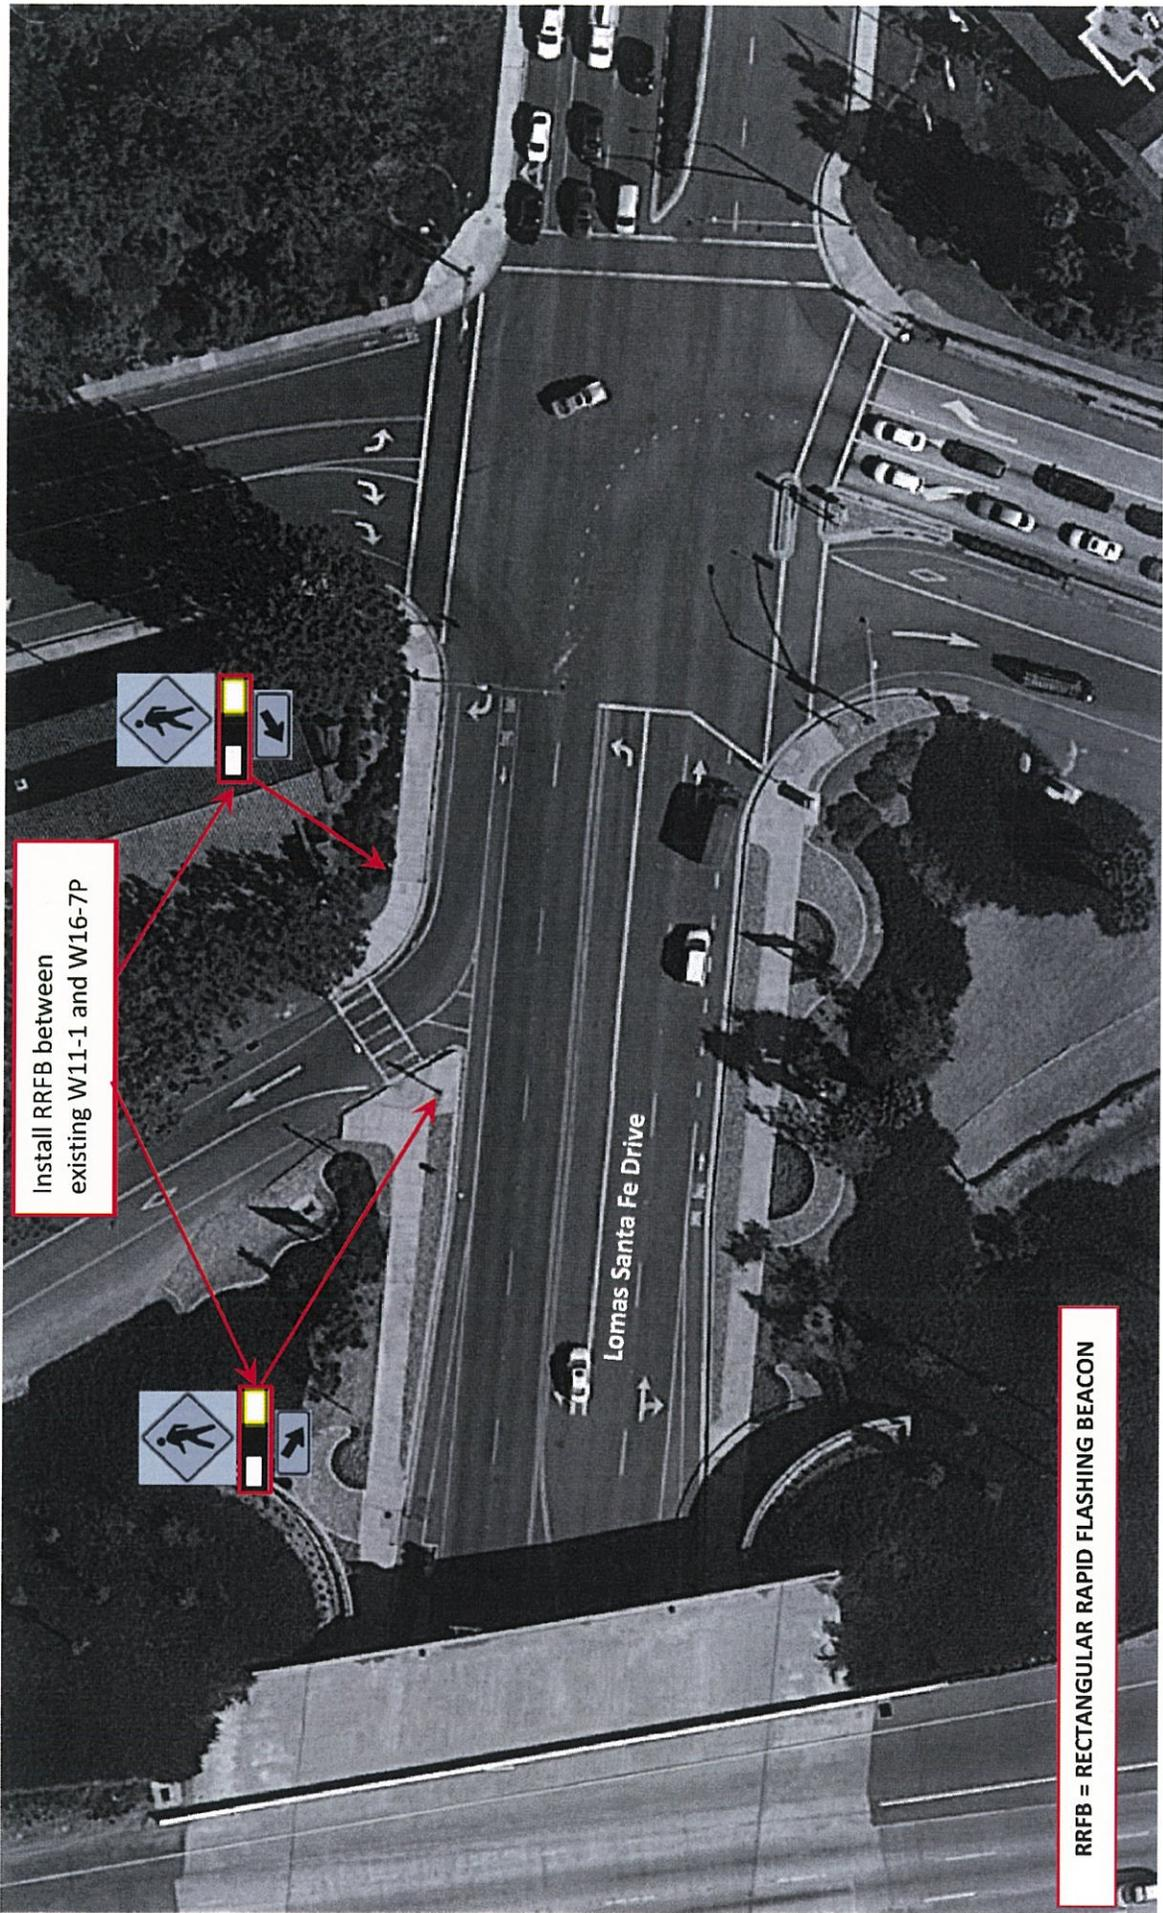 Install RRFB between
existing W11-1 and W16-7P
Lomas Santa Fe Drive
RRFB = RECTANGULAR RAPID FLASHING BEACON